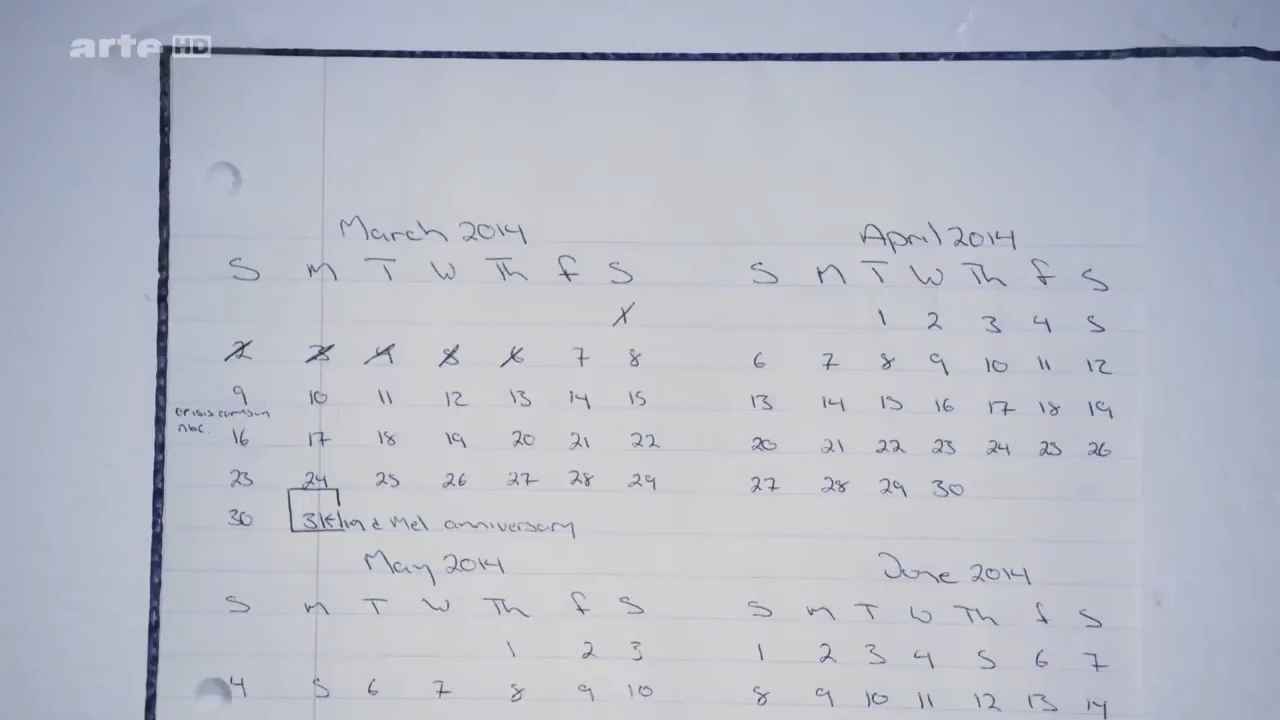 arte HD
March 2014
S M T W Th F S
1
2 3 4 5 6 7 8
9 10 11 12 13 14 15
nbc
16 17 18 19 20 21 22
23 24 25 26 27 28 29
30 31 & Mel anniversary
April 2014
S M T W Th F S
1 2 3 4 5
6 7 8 9 10 11 12
13 14 15 16 17 18 19
20 21 22 23 24 25 26
27 28 29 30
May 2014
S M T W Th F S
1 2 3
4 5 6 7 8 9 10
June 2014
S M T W Th F S
1 2 3 4 5 6 7
8 9 10 11 12 13 14